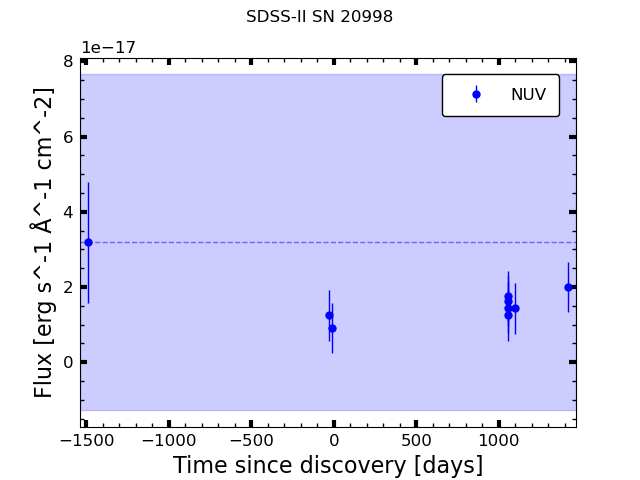 SDSS-II SN 20998
1e−17
8
6
4
2
0
NUV
Flux [erg s^-1 Å^-1 cm^-2]
−1500 −1000 −500 0 500 1000
Time since discovery [days]